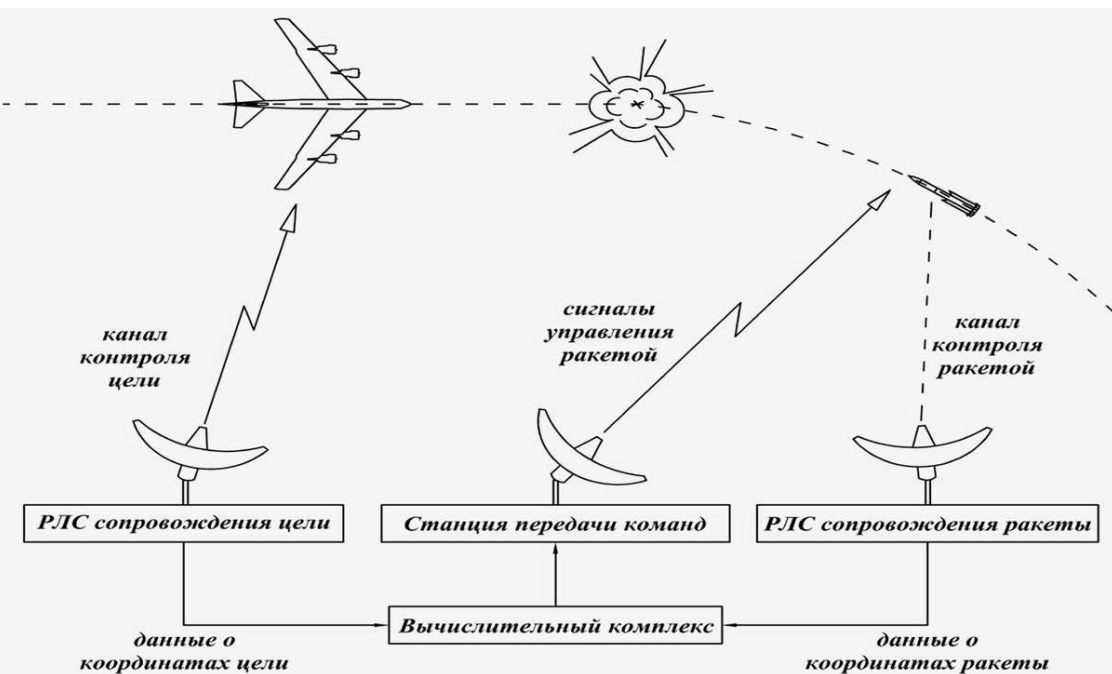 канал
контроля
цели
сигналы
управления
ракетой
канал
контроля
ракетой
РЛС сопровождения цели
Станция передачи команд
РЛС сопровождения ракеты
Вычислительный комплекс
данные о
координатах цели
данные о
координатах ракеты